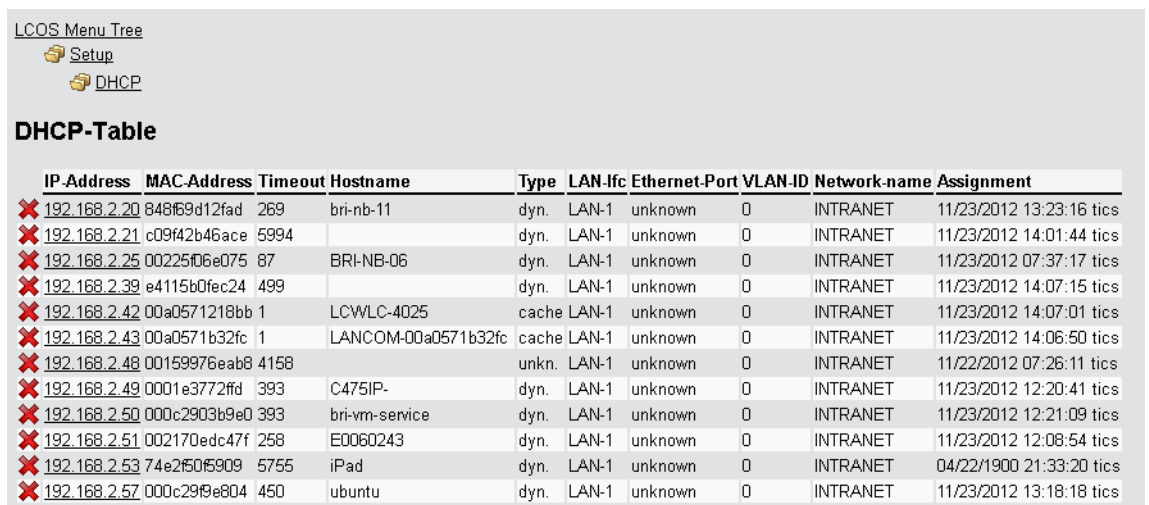 LCOS Menu Tree
Setup
DHCP
DHCP-Table
IP-Address MAC-Address Timeout Hostname Type LAN-Ifc Ethernet-Port VLAN-ID Network-name Assignment
192.168.2.20 848f69d12fad 269 bri-nb-11 dyn. LAN-1 unknown 0 INTRANET 11/23/2012 13:23:16 tics
192.168.2.21 c09f42b46ace 5994 dyn. LAN-1 unknown 0 INTRANET 11/23/2012 14:01:44 tics
192.168.2.25 00225f06e075 87 BRI-NB-06 dyn. LAN-1 unknown 0 INTRANET 11/23/2012 07:37:17 tics
192.168.2.39 e4115b0fec24 499 dyn. LAN-1 unknown 0 INTRANET 11/23/2012 14:07:15 tics
192.168.2.42 00a0571218bb 1 LCWLC-4025 cache LAN-1 unknown 0 INTRANET 11/23/2012 14:07:01 tics
192.168.2.43 00a0571b32fc 1 LANCOM-00a0571b32fc cache LAN-1 unknown 0 INTRANET 11/23/2012 14:06:50 tics
192.168.2.48 00159976eab8 4158 unkn. LAN-1 unknown 0 INTRANET 11/22/2012 07:26:11 tics
192.168.2.49 0001e3772ffd 393 C475IP- dyn. LAN-1 unknown 0 INTRANET 11/23/2012 12:20:41 tics
192.168.2.50 000c2903b9e0 393 bri-vm-service dyn. LAN-1 unknown 0 INTRANET 11/23/2012 12:21:09 tics
192.168.2.51 002170edc47f 258 E0060243 dyn. LAN-1 unknown 0 INTRANET 11/23/2012 12:08:54 tics
192.168.2.53 74e2f50f5909 5755 iPad dyn. LAN-1 unknown 0 INTRANET 04/22/1900 21:33:20 tics
192.168.2.57 000c29f9e804 450 ubuntu dyn. LAN-1 unknown 0 INTRANET 11/23/2012 13:18:18 tics